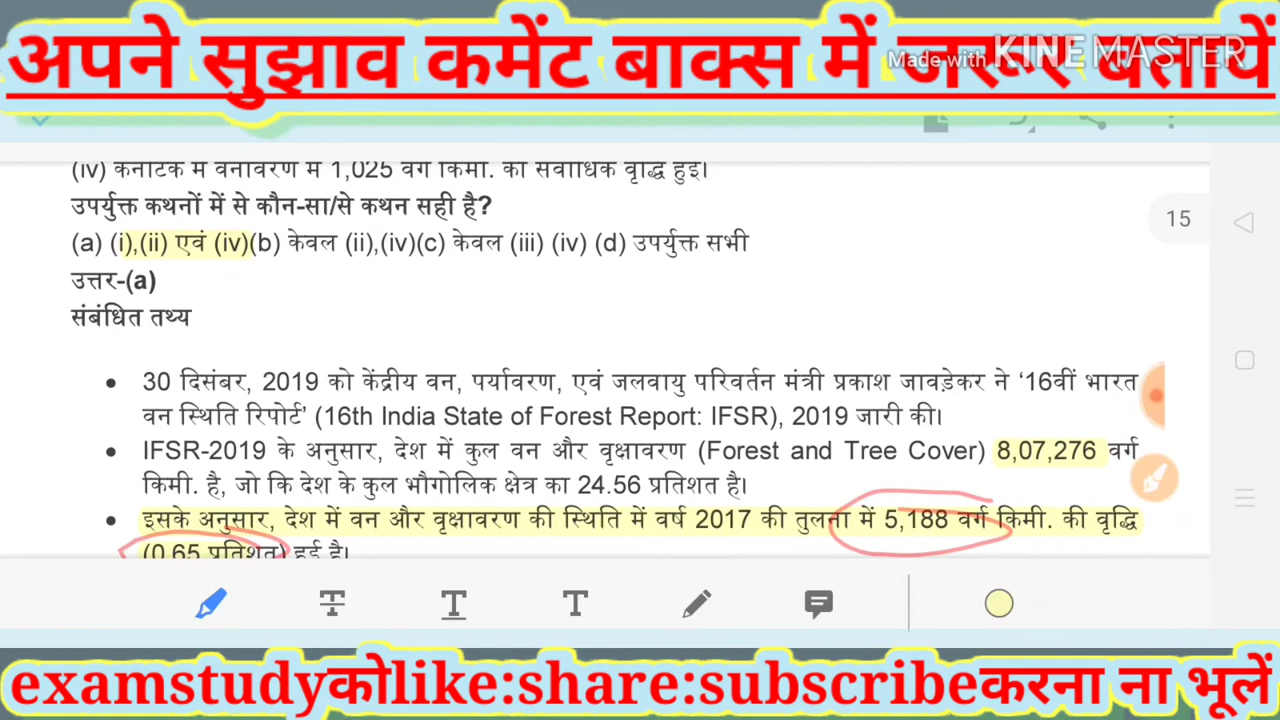 अपने सुझाव कमेंट बाक्स में जरूर बतायें
Made with KINEMASTER
(iv) कर्नाटक में वनावरण में 1,025 वर्ग किमी. की सर्वाधिक वृद्धि हुई।
उपर्युक्त कथनों में से कौन-सा/से कथन सही है?
15
(a) (i),(ii) एवं (iv)(b) केवल (ii),(iv)(c) केवल (iii) (iv) (d) उपर्युक्त सभी
उत्तर-(a)
संबंधित तथ्य
• 30 दिसंबर, 2019 को केंद्रीय वन, पर्यावरण, एवं जलवायु परिवर्तन मंत्री प्रकाश जावड़ेकर ने ‘16वीं भारत
वन स्थिति रिपोर्ट’ (16th India State of Forest Report: IFSR), 2019 जारी की।
• IFSR-2019 के अनुसार, देश में कुल वन और वृक्षावरण (Forest and Tree Cover) 8,07,276 वर्ग
किमी. है, जो कि देश के कुल भौगोलिक क्षेत्र का 24.56 प्रतिशत है।
• इसके अनुसार, देश में वन और वृक्षावरण की स्थिति में वर्ष 2017 की तुलना में 5,188 वर्ग किमी. की वृद्धि
(0.65 प्रतिशत) हुई है।
T T T
examstudyकोlike:share:subscribeकरना ना भूलें